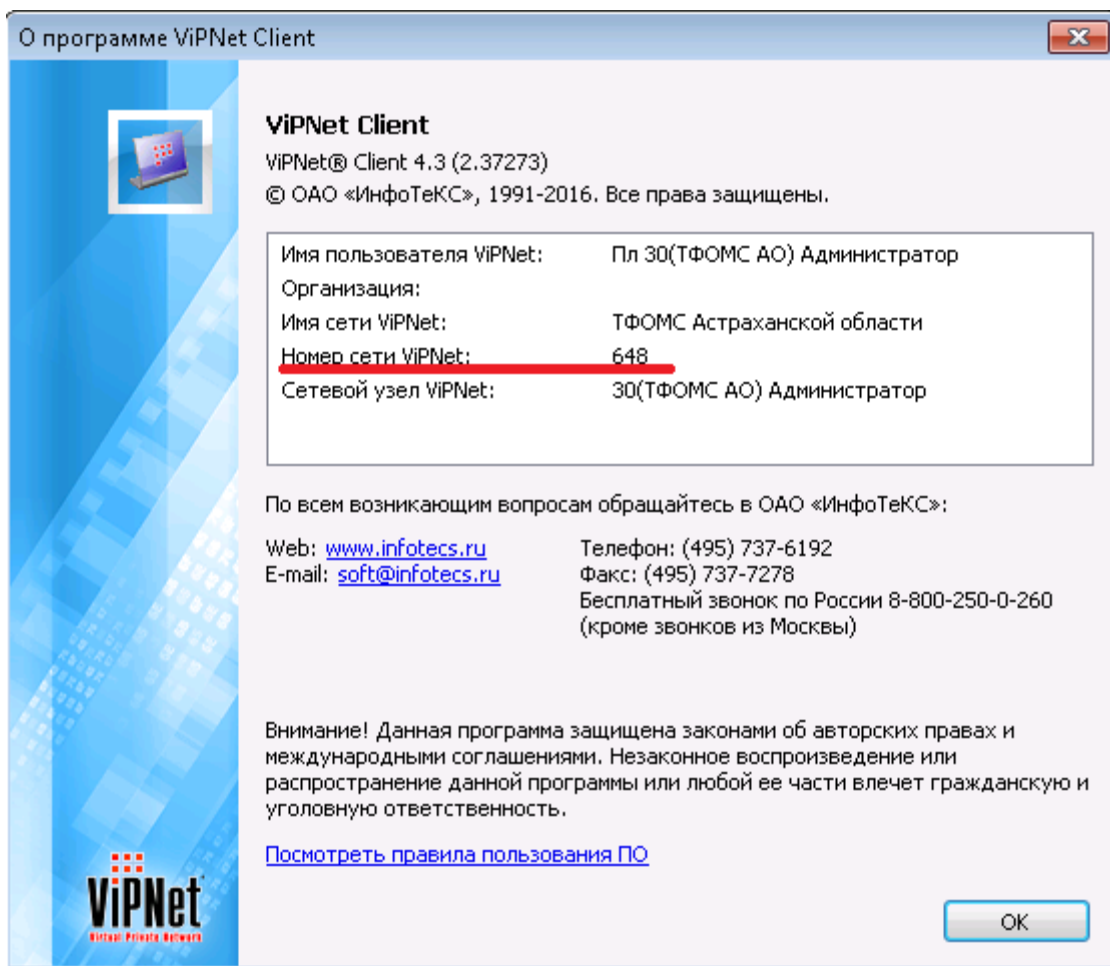 О программе ViPNet Client
ViPNet Client
ViPNet® Client 4.3 (2.37273)
© ОАО «ИнфоТеКС», 1991-2016. Все права защищены.
Имя пользователя ViPNet: Пл 30(ТФОМС АО) Администратор
Организация:
Имя сети ViPNet: ТФОМС Астраханской области
Номер сети ViPNet: 648
Сетевой узел ViPNet: 30(ТФОМС АО) Администратор
По всем возникающим вопросам обращайтесь в ОАО «ИнфоТеКС»:
Web: www.infotecs.ru Телефон: (495) 737-6192
E-mail: soft@infotecs.ru Факс: (495) 737-7278
Бесплатный звонок по России 8-800-250-0-260
(кроме звонков из Москвы)
Внимание! Данная программа защищена законами об авторских правах и
международными соглашениями. Незаконное воспроизведение или
распространение данной программы или любой ее части влечет гражданскую и
уголовную ответственность.
Посмотреть правила пользования ПО
ViPNet
Virtual Private Network
OK